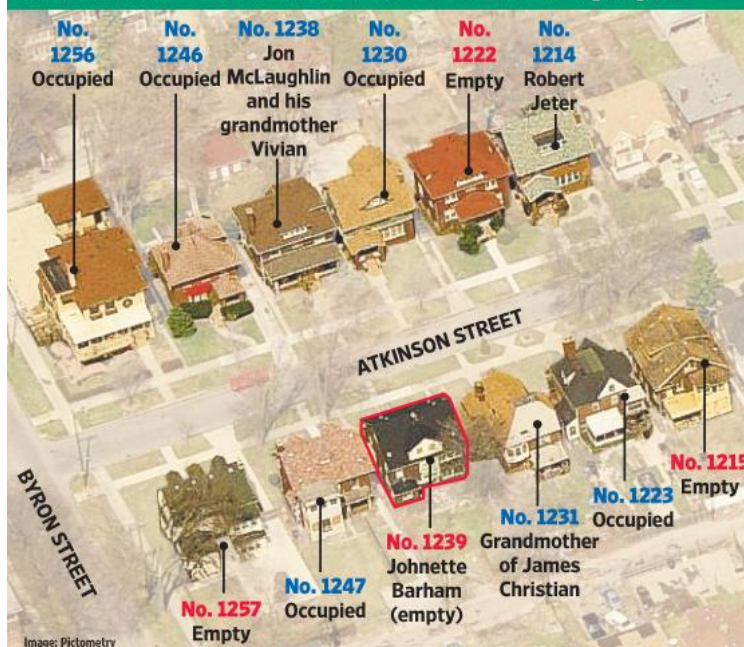 No.
1256
Occupied
No.
1246
Occupied
No. 1238
Jon
McLaughlin
and his
grandmother
Vivian
No.
1230
Occupied
No.
1222
Empty
No.
1214
Robert
Jeter
ATKINSON STREET
BYRON STREET
No. 1257
Empty
No. 1247
Occupied
No. 1239
Johnette
Barham
(empty)
No. 1231
Grandmother
of James
Christian
No. 1223
Occupied
No. 1215
Empty
Image: Pictometry